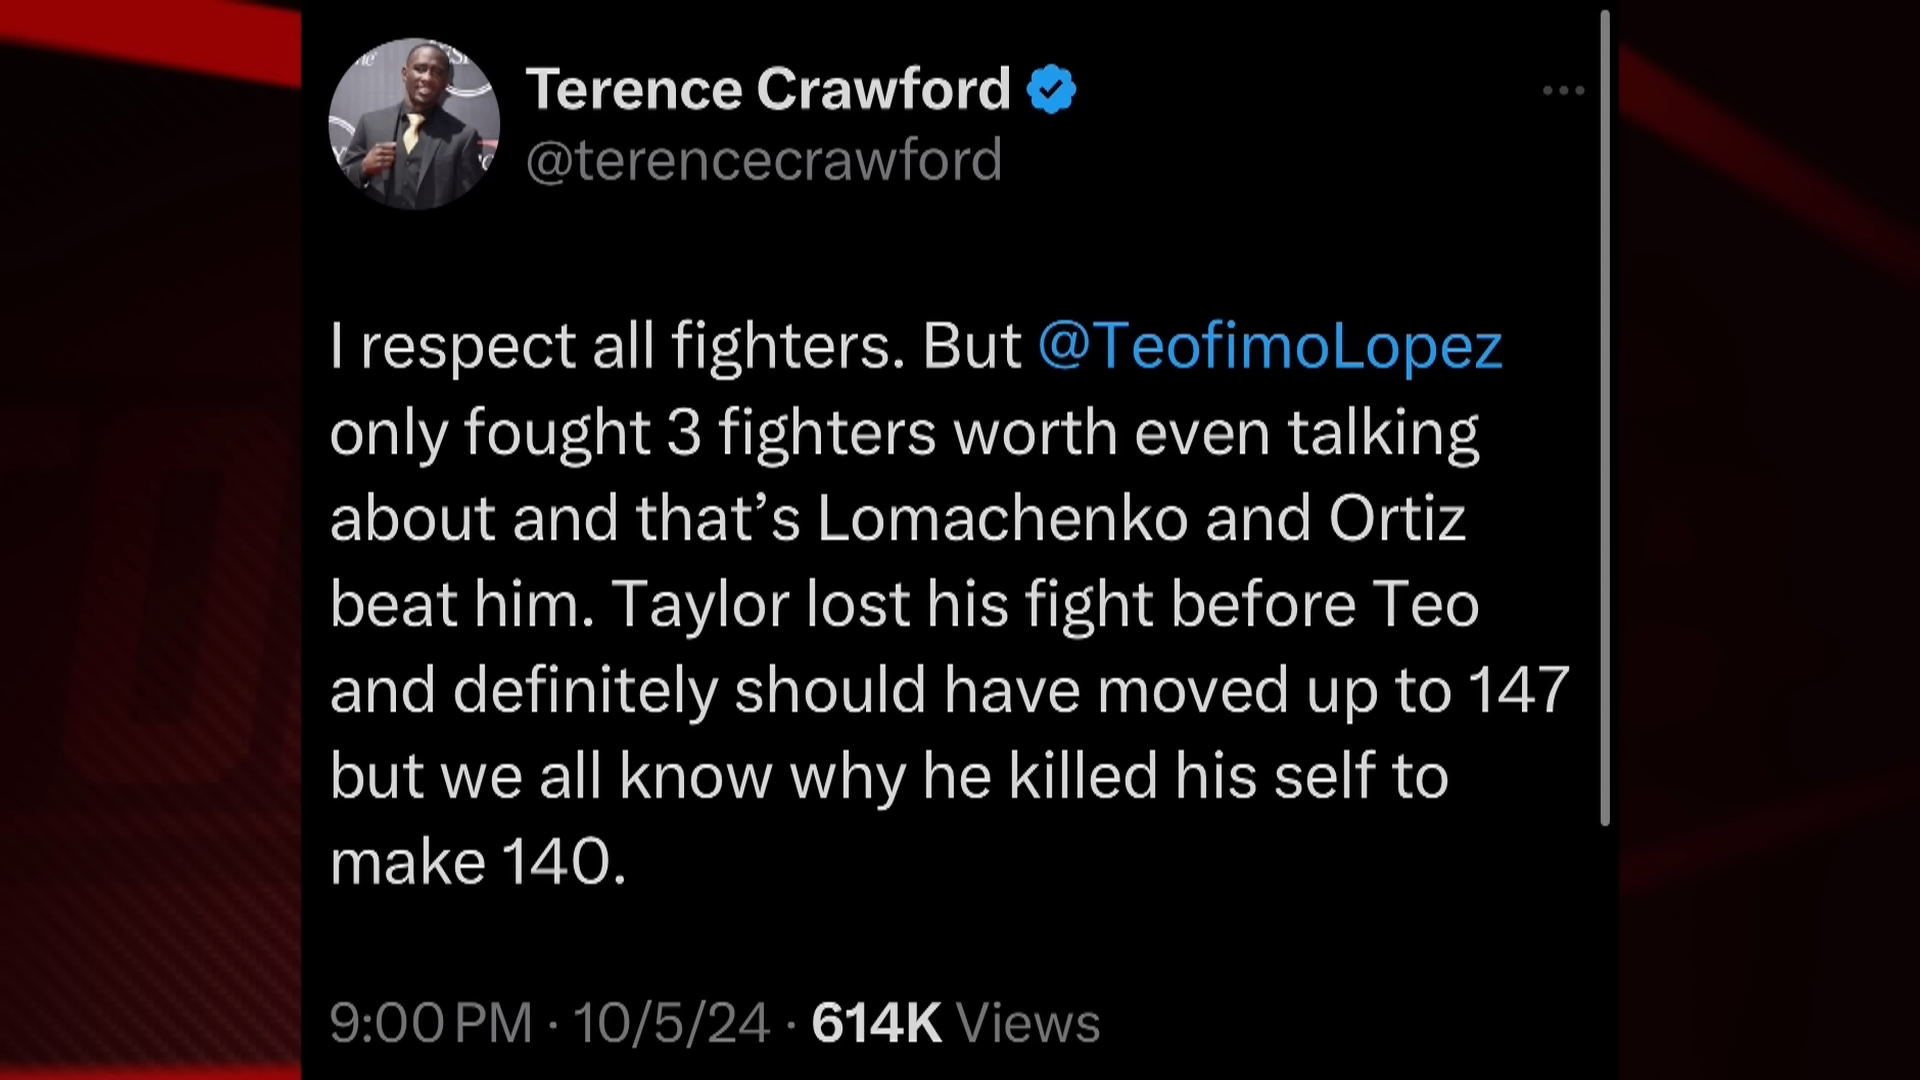 Terence Crawford
@terencecrawford
I respect all fighters. But @TeofimoLopez
only fought 3 fighters worth even talking
about and that’s Lomachenko and Ortiz
beat him. Taylor lost his fight before Teo
and definitely should have moved up to 147
but we all know why he killed his self to
make 140.
9:00 PM · 10/5/24 · 614K Views